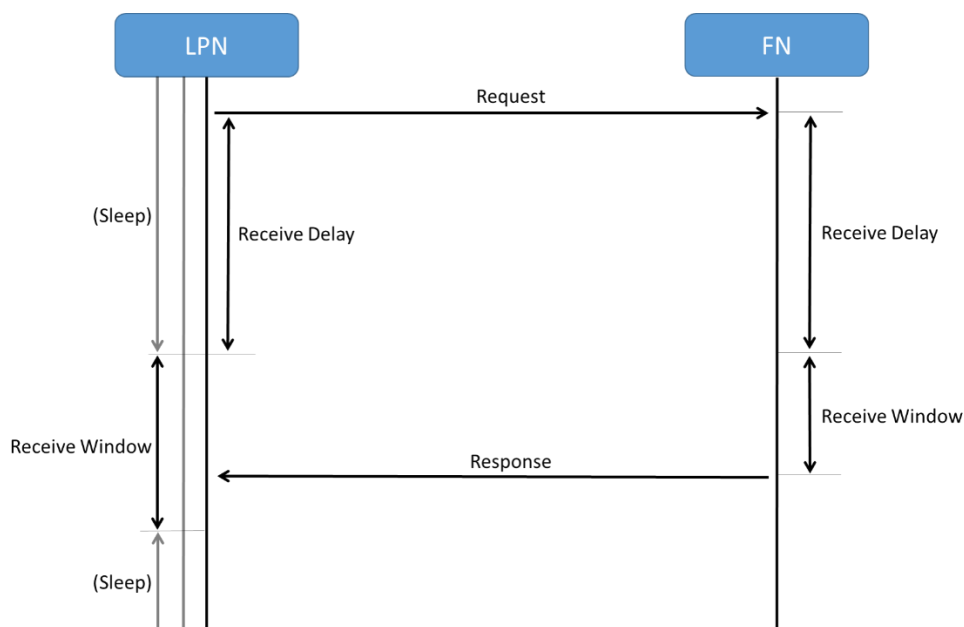 LPN
FN
Request
(Sleep)
Receive Delay
Receive Delay
Receive Window
Receive Window
Response
(Sleep)